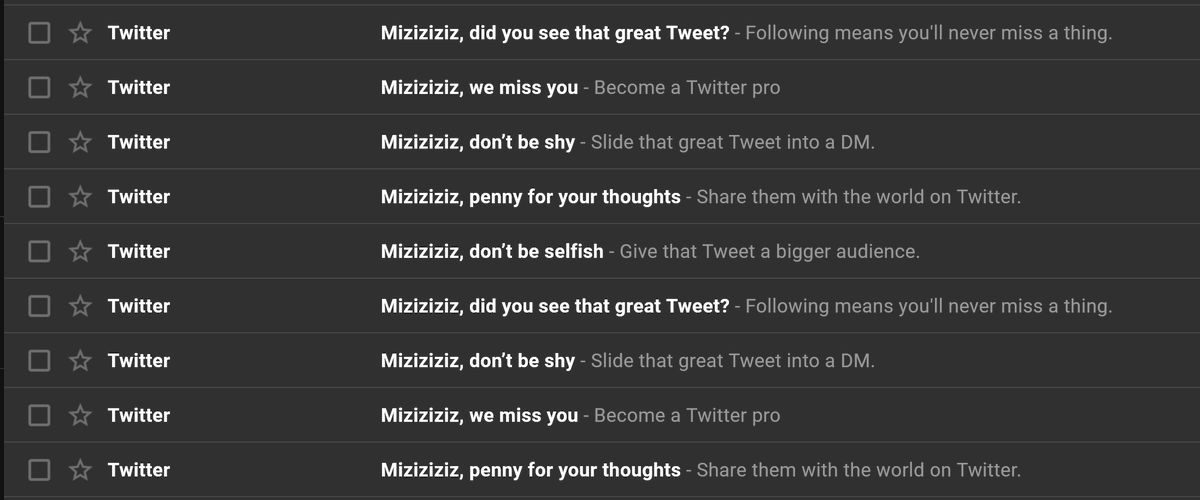 Twitter Miziziziz, did you see that great Tweet? - Following means you'll never miss a thing.
Twitter Miziziziz, we miss you - Become a Twitter pro
Twitter Miziziziz, don’t be shy - Slide that great Tweet into a DM.
Twitter Miziziziz, penny for your thoughts - Share them with the world on Twitter.
Twitter Miziziziz, don’t be selfish - Give that Tweet a bigger audience.
Twitter Miziziziz, did you see that great Tweet? - Following means you'll never miss a thing.
Twitter Miziziziz, don’t be shy - Slide that great Tweet into a DM.
Twitter Miziziziz, we miss you - Become a Twitter pro
Twitter Miziziziz, penny for your thoughts - Share them with the world on Twitter.